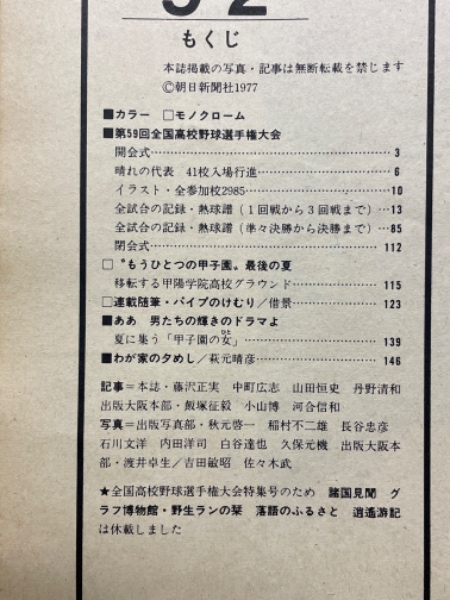 もくじ
本誌掲載の写真・記事は無断転載を禁じます
©朝日新聞社1977
■カラー □モノクローム
■第59回全国高校野球選手権大会
開会式……3
晴れの代表 41校入場行進……6
イラスト・全参加校2985……10
全試合の記録・熱球譜（1回戦から3回戦まで）…13
全試合の記録・熱球譜（準々決勝から決勝まで）…85
閉会式……112
□〝もうひとつの甲子園〟最後の夏
移転する甲陽学院高校グラウンド……115
□連載随筆・パイプのけむり／借景……123
■ああ 男たちの輝きのドラマよ
夏に集う「甲子園の女ひと」……139
■わが家の夕めし／萩元晴彦……146
記事＝本誌・藤沢正実 中町広志 山田恒史 丹野清和
出版大阪本部・飯塚征毅 小山博 河合信和
写真＝出版写真部・秋元啓一 稲村不二雄 長谷忠彦
石川文洋 内田洋司 白谷達也 久保元機 出版大阪本
部・渡井卓生／吉田敏昭 佐々木武
★全国高校野球選手権大会特集号のため 諸国見聞 グ
ラフ博物館・野生ランの栞 落語のふるさと 逍遥游記
は休載しました